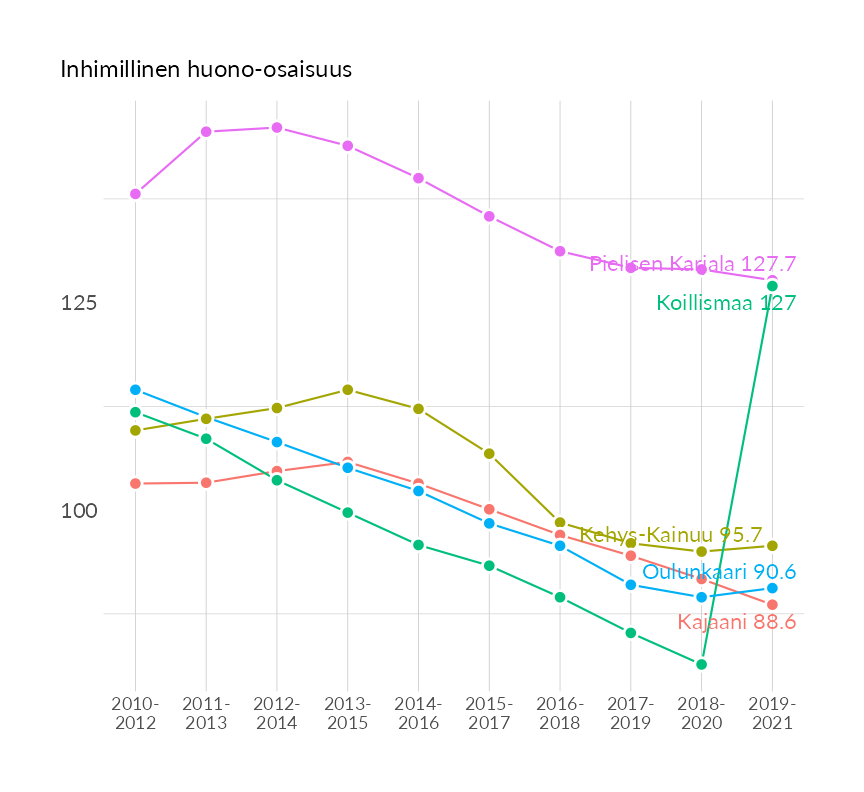 Inhimillinen huono-osaisuus
Pielisen Karjala 127.7
125
Koillismaa 127
100
Kehys-Kainuu 95.7
Oulunkaari 90.6
Kajaani 88.6
2010- 2011- 2012- 2013- 2014- 2015- 2016- 2017- 2018- 2019-
2012 2013 2014 2015 2016 2017 2018 2019 2020 2021